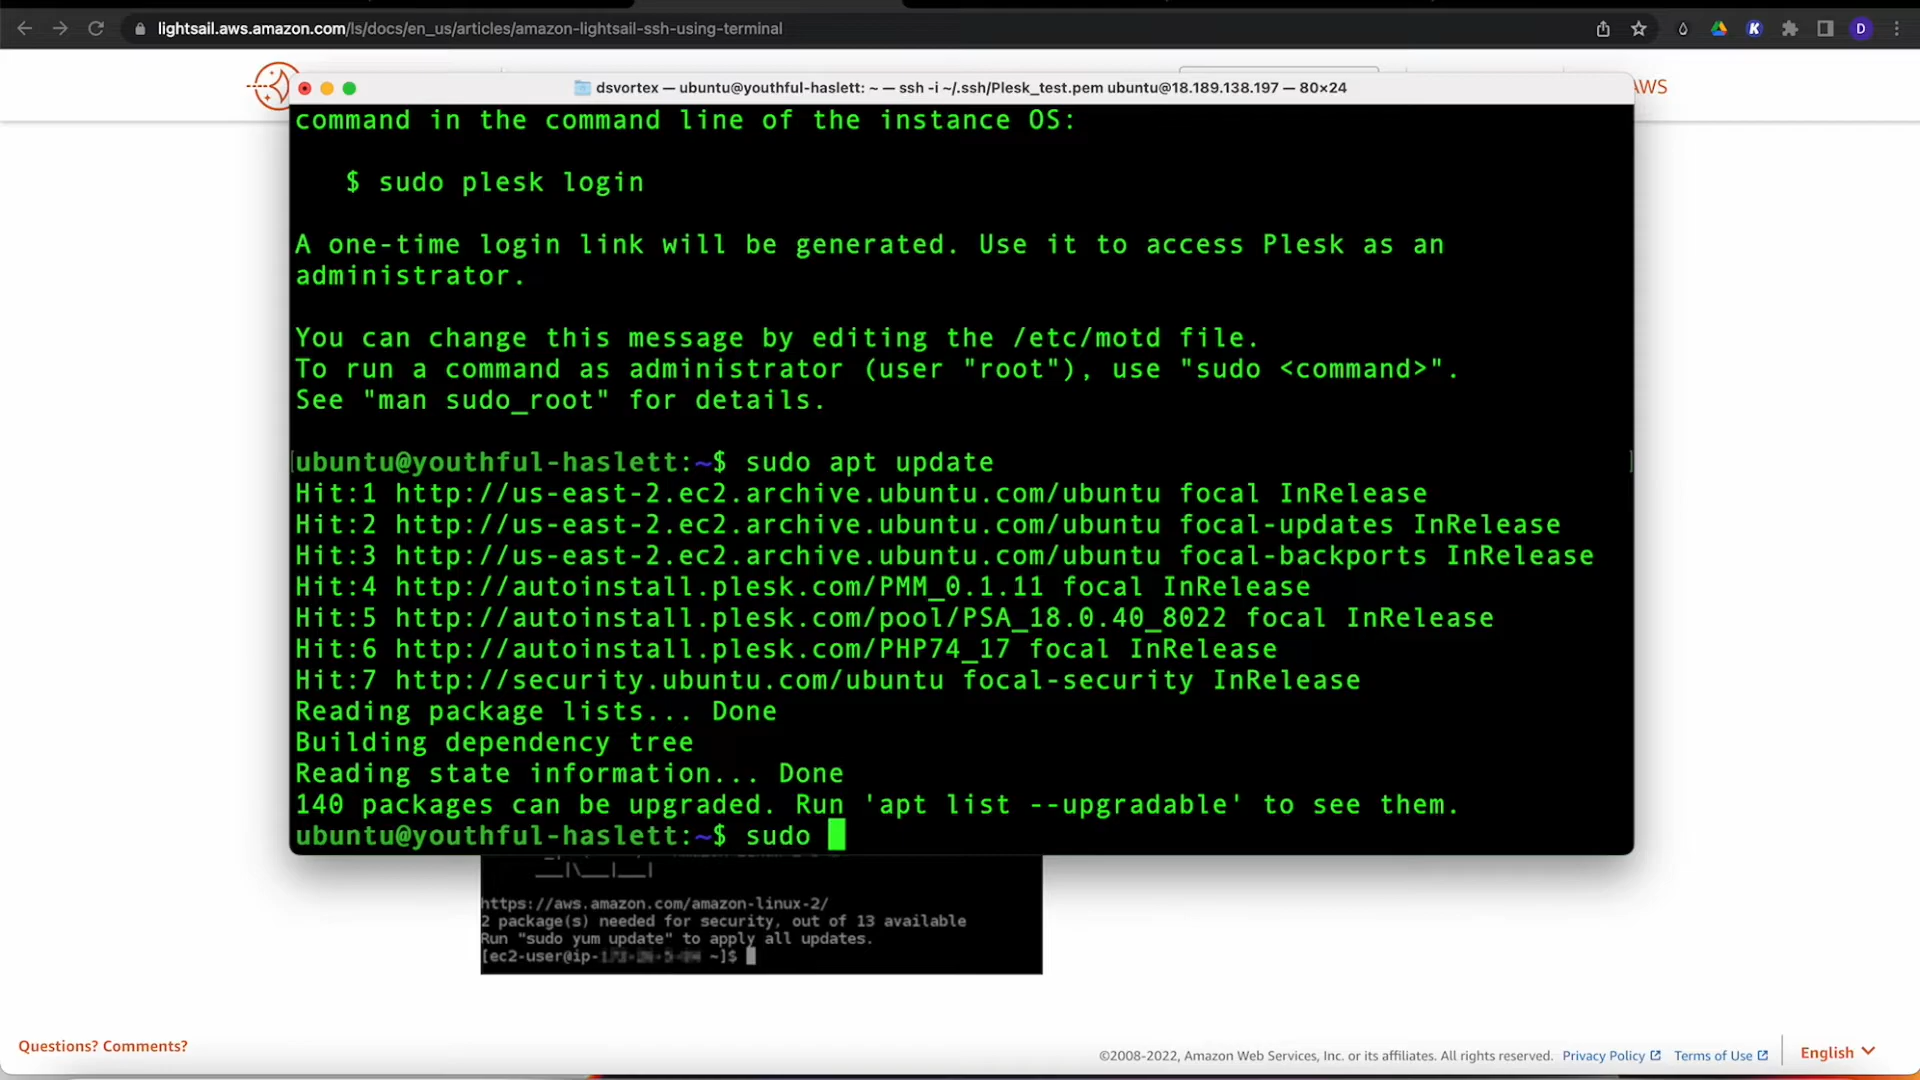 lightsail.aws.amazon.com/ls/docs/en_us/articles/amazon-lightsail-ssh-using-terminal
D
dsvortex — ubuntu@youthful-haslett: ~ — ssh -i ~/.ssh/Plesk_test.pem ubuntu@18.189.138.197 — 80×24
AWS
command in the command line of the instance OS:
$ sudo plesk login
A one-time login link will be generated. Use it to access Plesk as an
administrator.
You can change this message by editing the /etc/motd file.
To run a command as administrator (user "root"), use "sudo <command>".
See "man sudo_root" for details.
ubuntu@youthful-haslett:~$ sudo apt update
Hit:1 http://us-east-2.ec2.archive.ubuntu.com/ubuntu focal InRelease
Hit:2 http://us-east-2.ec2.archive.ubuntu.com/ubuntu focal-updates InRelease
Hit:3 http://us-east-2.ec2.archive.ubuntu.com/ubuntu focal-backports InRelease
Hit:4 http://autoinstall.plesk.com/PMM_0.1.11 focal InRelease
Hit:5 http://autoinstall.plesk.com/pool/PSA_18.0.40_8022 focal InRelease
Hit:6 http://autoinstall.plesk.com/PHP74_17 focal InRelease
Hit:7 http://security.ubuntu.com/ubuntu focal-security InRelease
Reading package lists... Done
Building dependency tree
Reading state information... Done
140 packages can be upgraded. Run 'apt list --upgradable' to see them.
ubuntu@youthful-haslett:~$ sudo
https://aws.amazon.com/amazon-linux-2/
2 package(s) needed for security, out of 13 available
Run "sudo yum update" to apply all updates.
[ec2-user@ip- ~]$
Questions? Comments?
©2008-2022, Amazon Web Services, Inc. or its affiliates. All rights reserved. Privacy Policy Terms of Use English